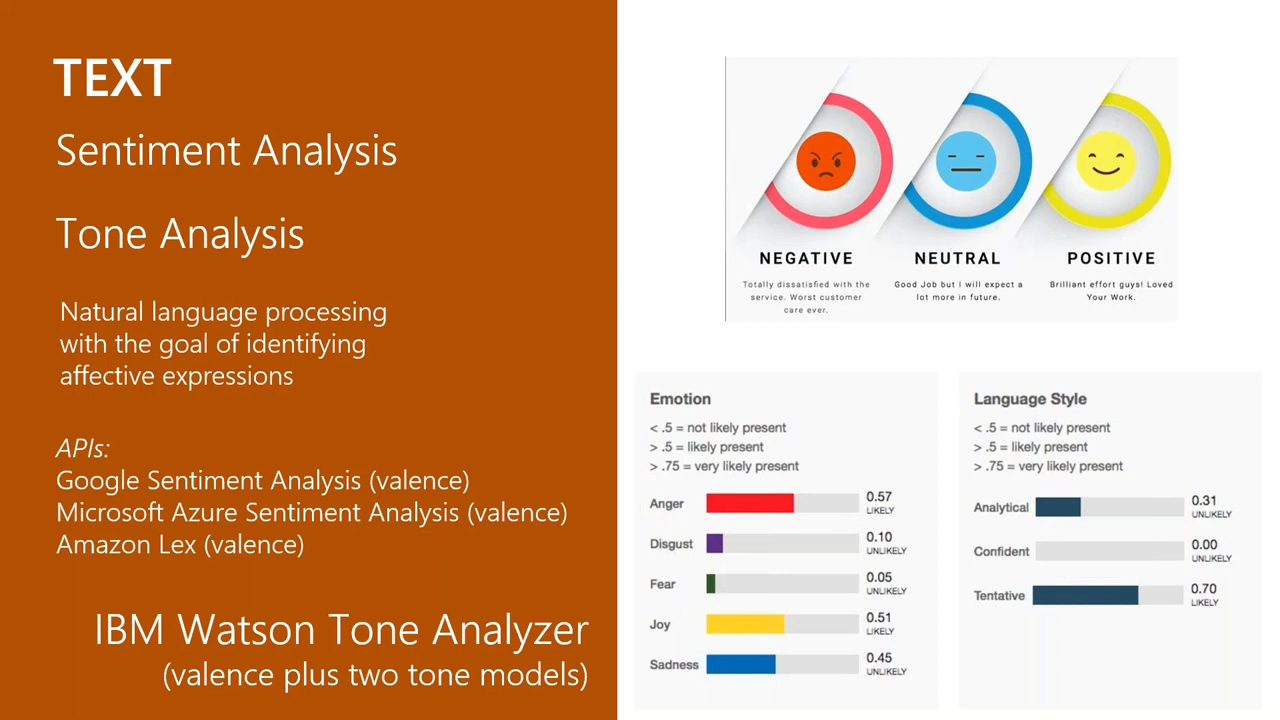 TEXT
Sentiment Analysis
Tone Analysis
Natural language processing
with the goal of identifying
affective expressions
APIs:
Google Sentiment Analysis (valence)
Microsoft Azure Sentiment Analysis (valence)
Amazon Lex (valence)
IBM Watson Tone Analyzer
(valence plus two tone models)
NEGATIVE
Totally dissatisfied with the
service. Worst customer
care ever.
NEUTRAL
Good Job but I will expect a
lot more in future.
POSITIVE
Brilliant effort guys! Loved
Your Work.
Emotion
< .5 = not likely present
> .5 = likely present
> .75 = very likely present
Anger 0.57
LIKELY
Disgust 0.10
UNLIKELY
Fear 0.05
UNLIKELY
Joy 0.51
LIKELY
Sadness 0.45
UNLIKELY
Language Style
< .5 = not likely present
> .5 = likely present
> .75 = very likely present
Analytical 0.31
UNLIKELY
Confident 0.00
UNLIKELY
Tentative 0.70
LIKELY